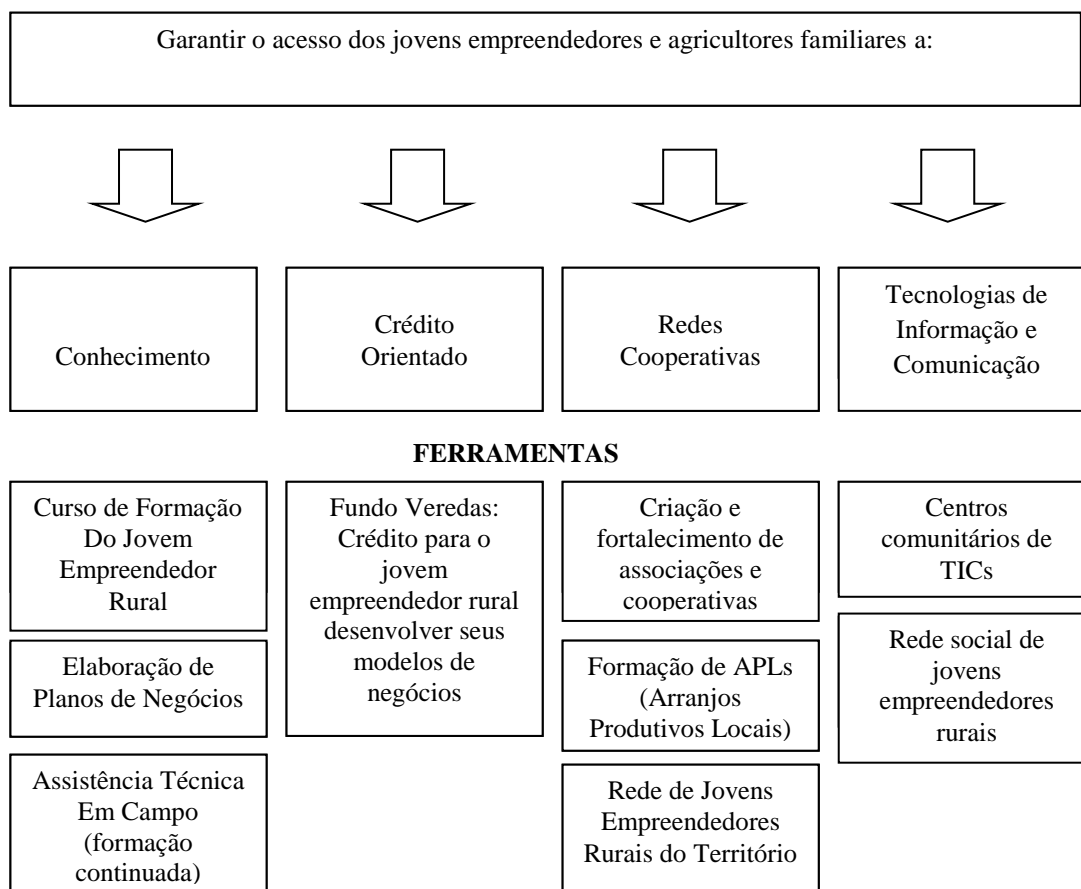 Garantir o acesso dos jovens empreendedores e agricultores familiares a:
Conhecimento
Crédito
Orientado
Redes
Cooperativas
Tecnologias de
Informação e
Comunicação
FERRAMENTAS
Curso de Formação
Do Jovem
Empreendedor
Rural
Elaboração de
Planos de Negócios
Assistência Técnica
Em Campo
(formação
continuada)
Fundo Veredas:
Crédito para o
jovem
empreendedor rural
desenvolver seus
modelos de
negócios
Criação e
fortalecimento de
associações e
cooperativas
Formação de APLs
(Arranjos
Produtivos Locais)
Rede de Jovens
Empreendedores
Rurais do Território
Centros
comunitários de
TICs
Rede social de
jovens
empreendedores
rurais